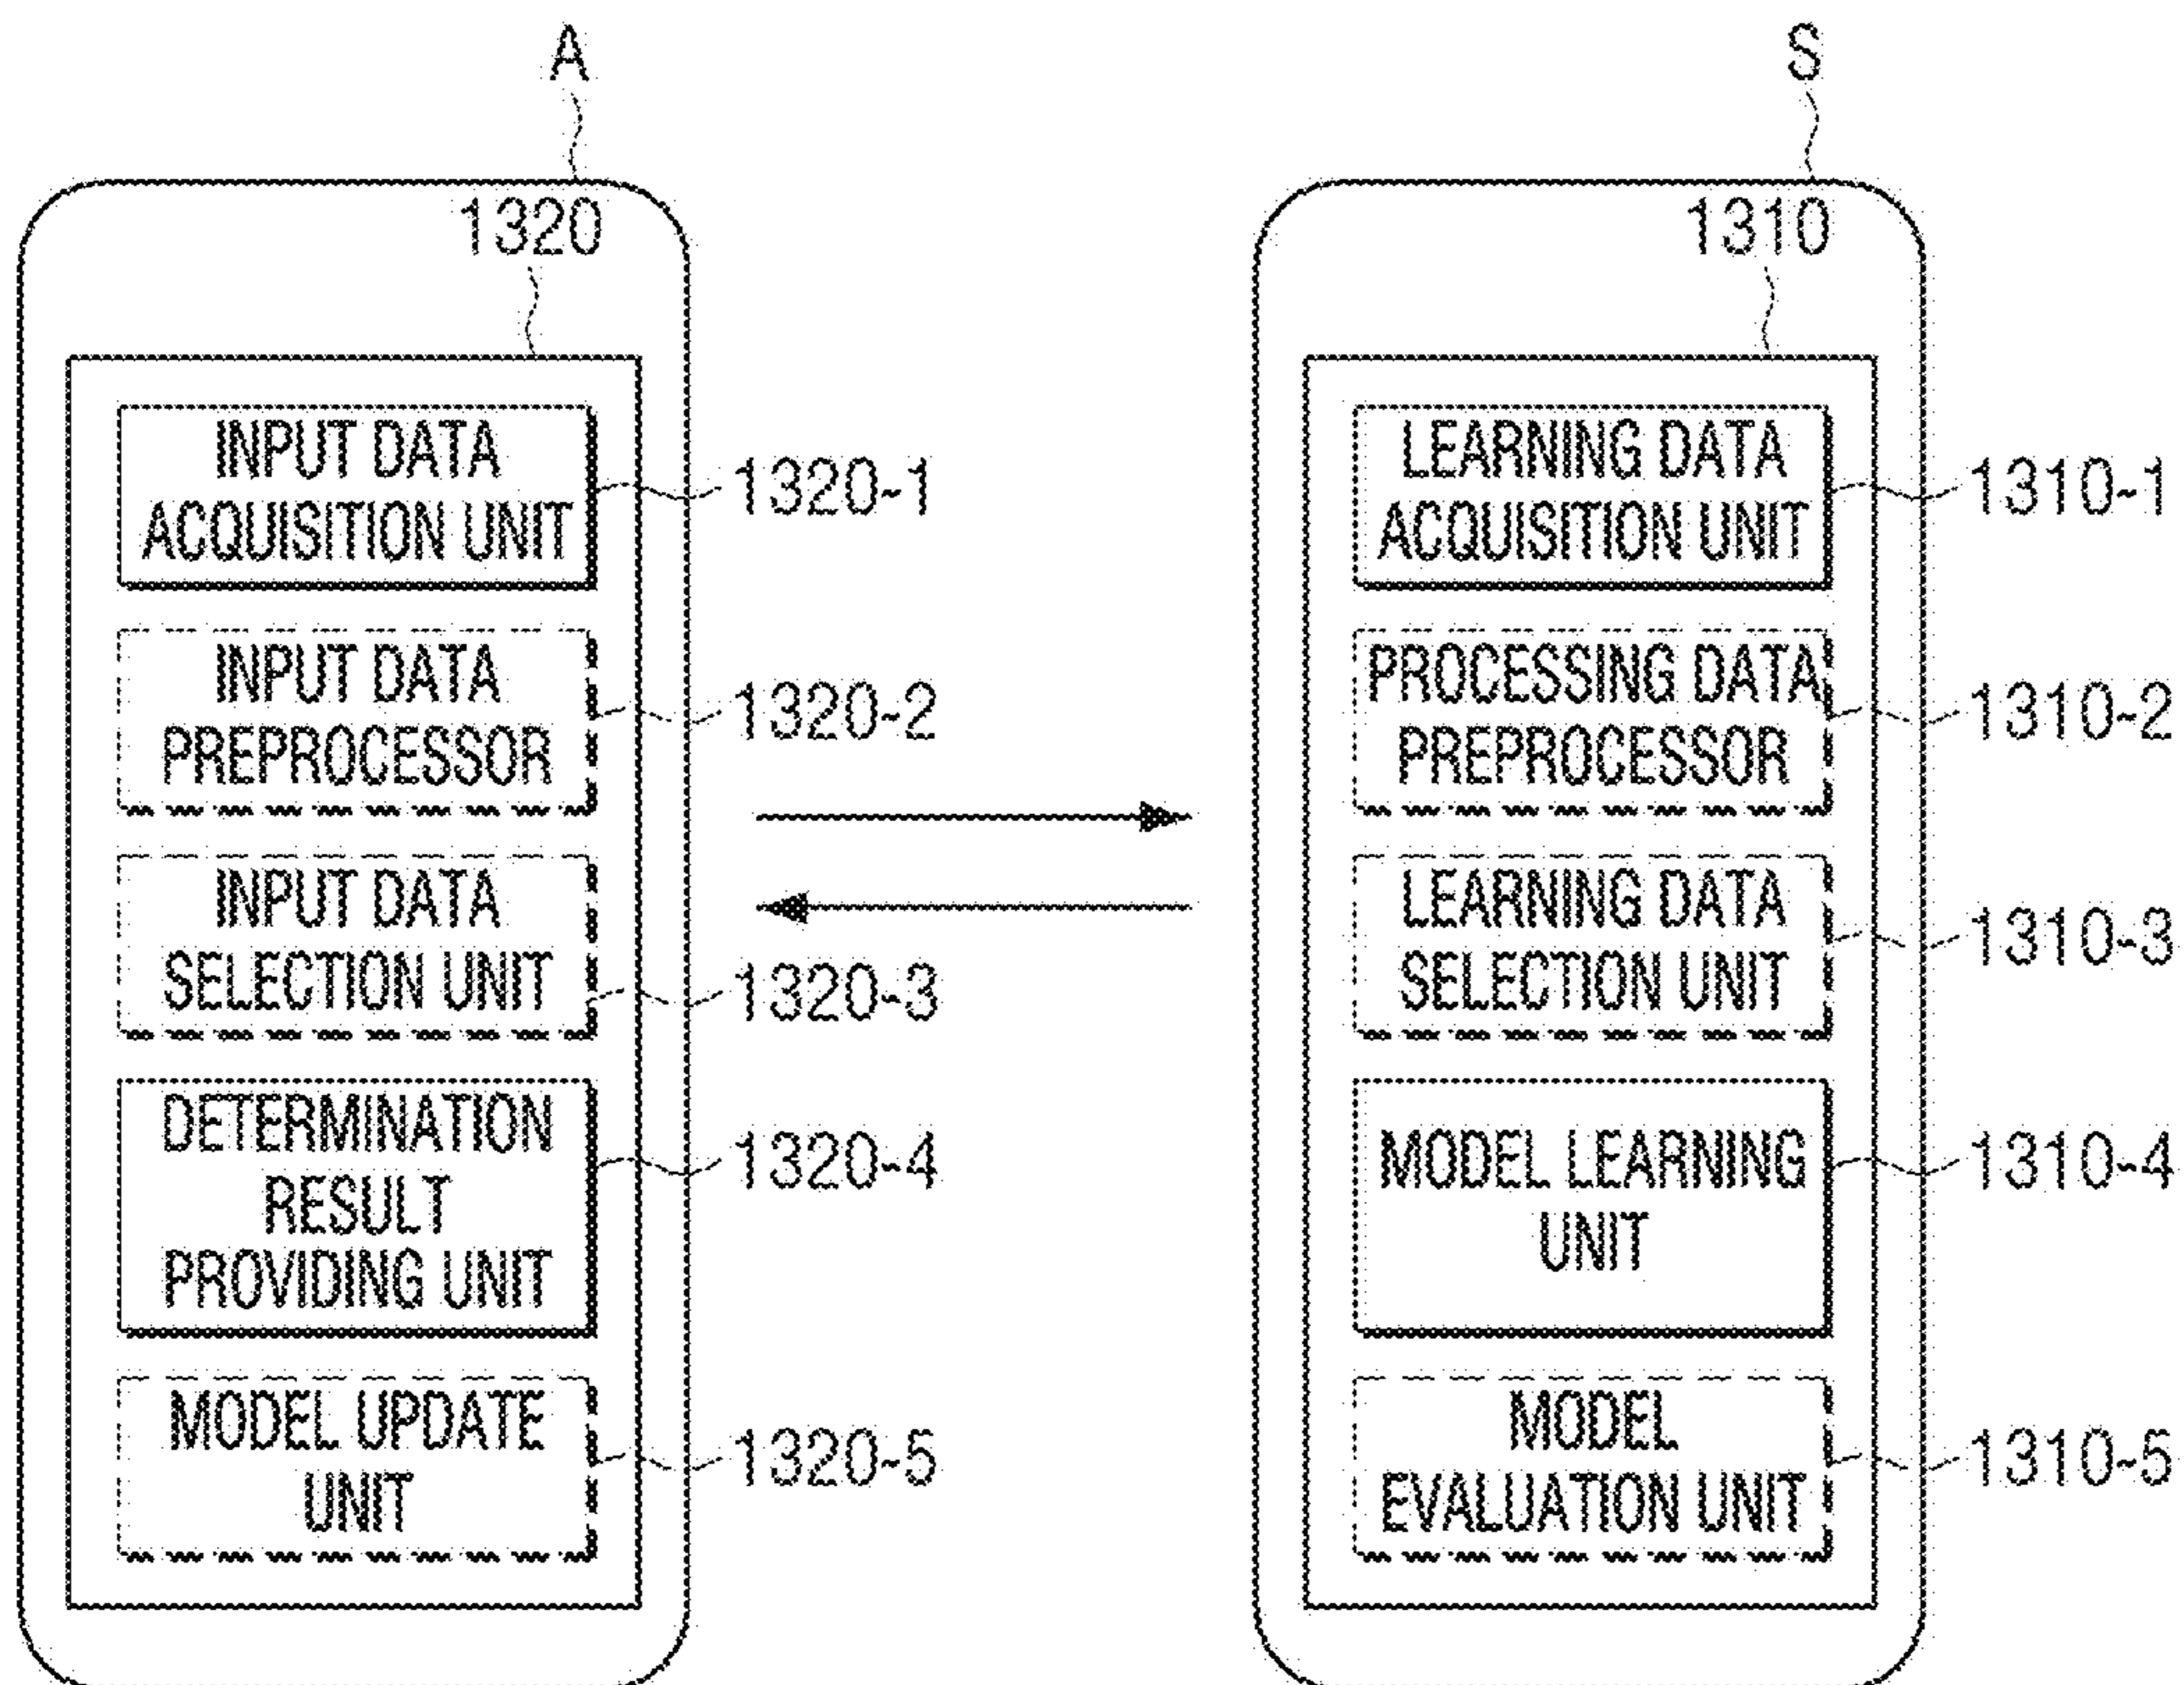 A
1320
INPUT DATA
ACQUISITION UNIT
1320-1
INPUT DATA
PREPROCESSOR
1320-2
INPUT DATA
SELECTION UNIT
1320-3
DETERMINATION
RESULT
PROVIDING UNIT
1320-4
MODEL UPDATE
UNIT
1320-5
S
1310
LEARNING DATA
ACQUISITION UNIT
1310-1
PROCESSING DATA
PREPROCESSOR
1310-2
LEARNING DATA
SELECTION UNIT
1310-3
MODEL LEARNING
UNIT
1310-4
MODEL
EVALUATION UNIT
1310-5